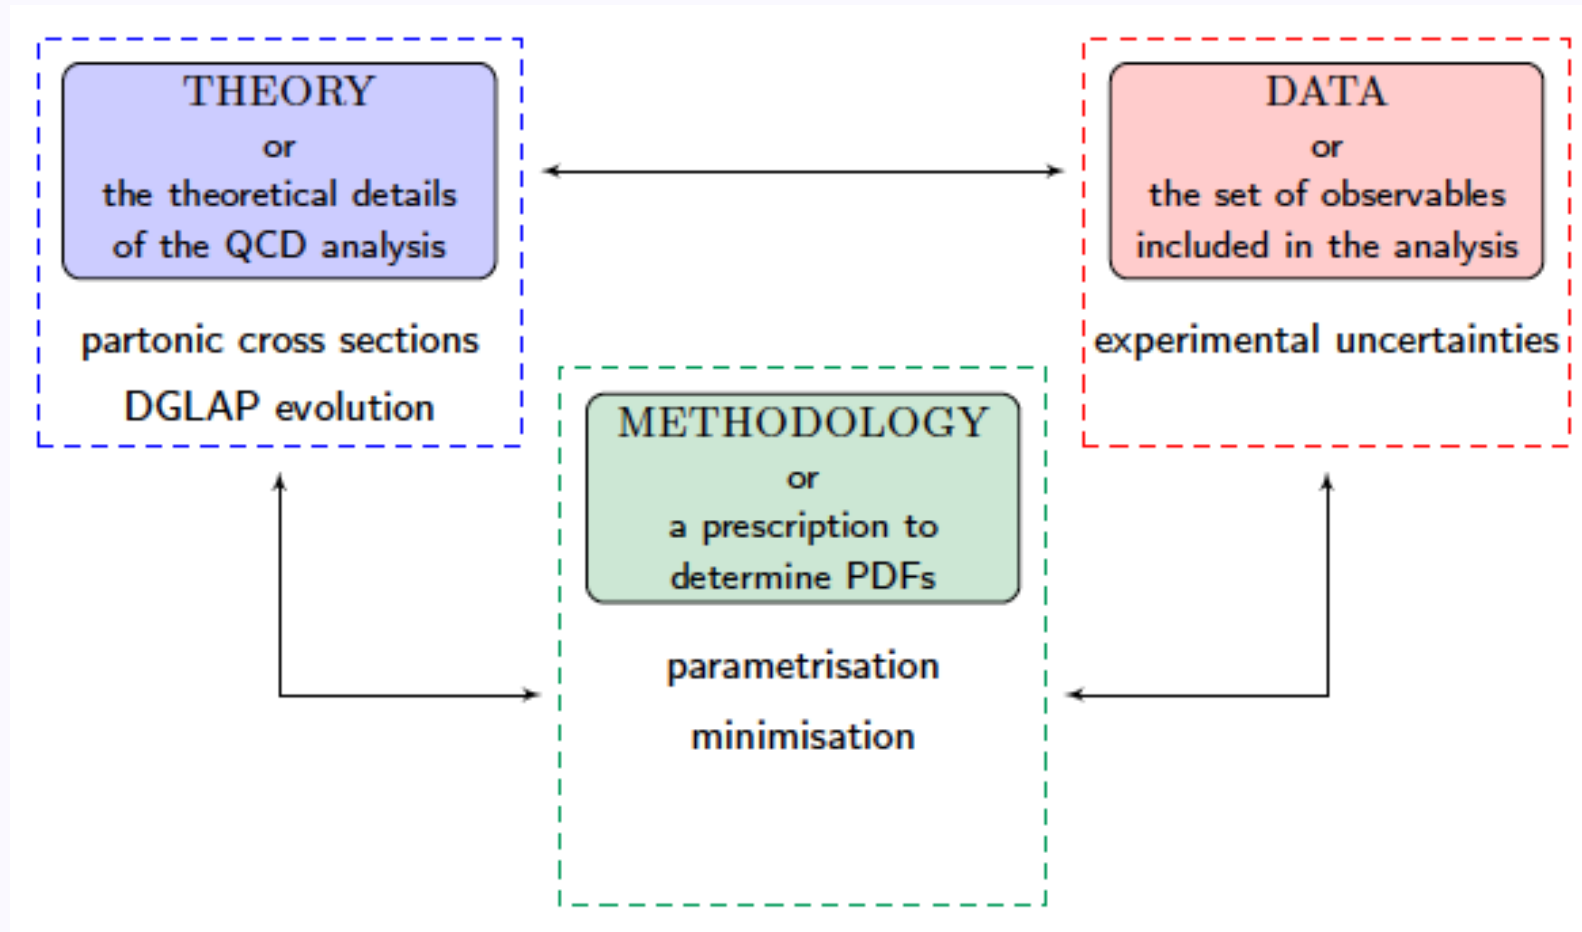 THEORY
or
the theoretical details
of the QCD analysis
partonic cross sections
DGLAP evolution
DATA
or
the set of observables
included in the analysis
experimental uncertainties
METHODOLOGY
or
a prescription to
determine PDFs
parametrisation
minimisation